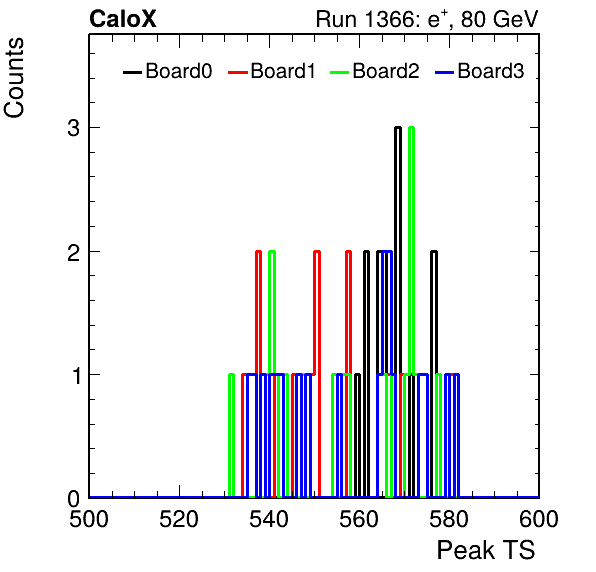 CaloX Run 1366: e⁺, 80 GeV
Counts
Board0 Board1 Board2 Board3
3
2
1
0
500 520 540 560 580 600
Peak TS